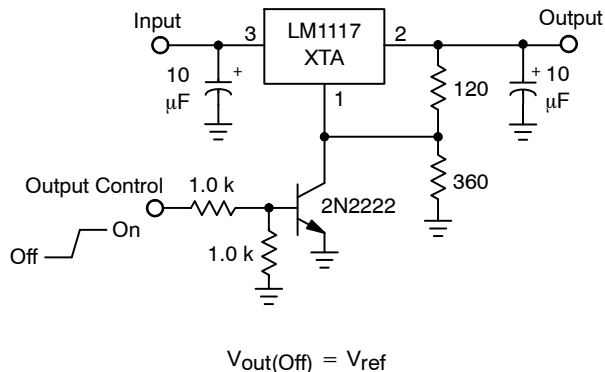 Input
Output
3
LM1117
XTA
2
10
μF
+
1
120
+
10
μF
360
Output Control
1.0 k
2N2222
On
Off
1.0 k
Vout(Off) = Vref